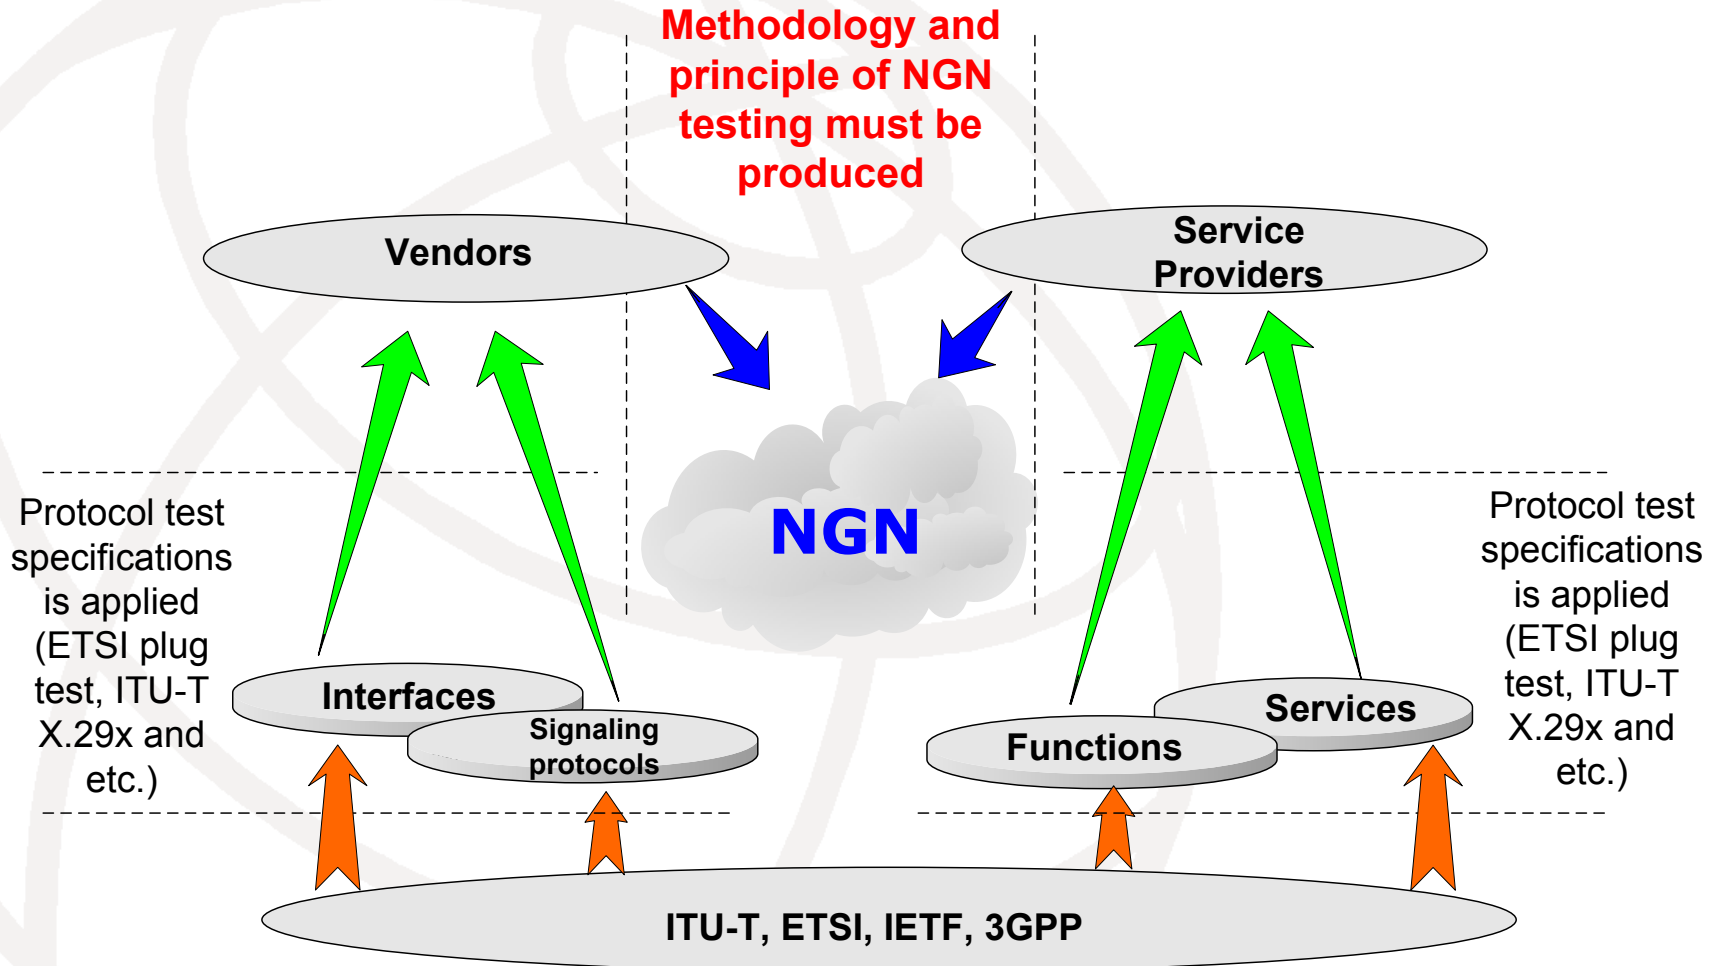 Methodology and
principle of NGN
testing must be
produced
Vendors
Service
Providers
NGN
Protocol test
specifications
is applied
(ETSI plug
test, ITU-T
X.29x and
etc.)
Protocol test
specifications
is applied
(ETSI plug
test, ITU-T
X.29x and
etc.)
Interfaces
Signaling
protocols
Functions
Services
ITU-T, ETSI, IETF, 3GPP